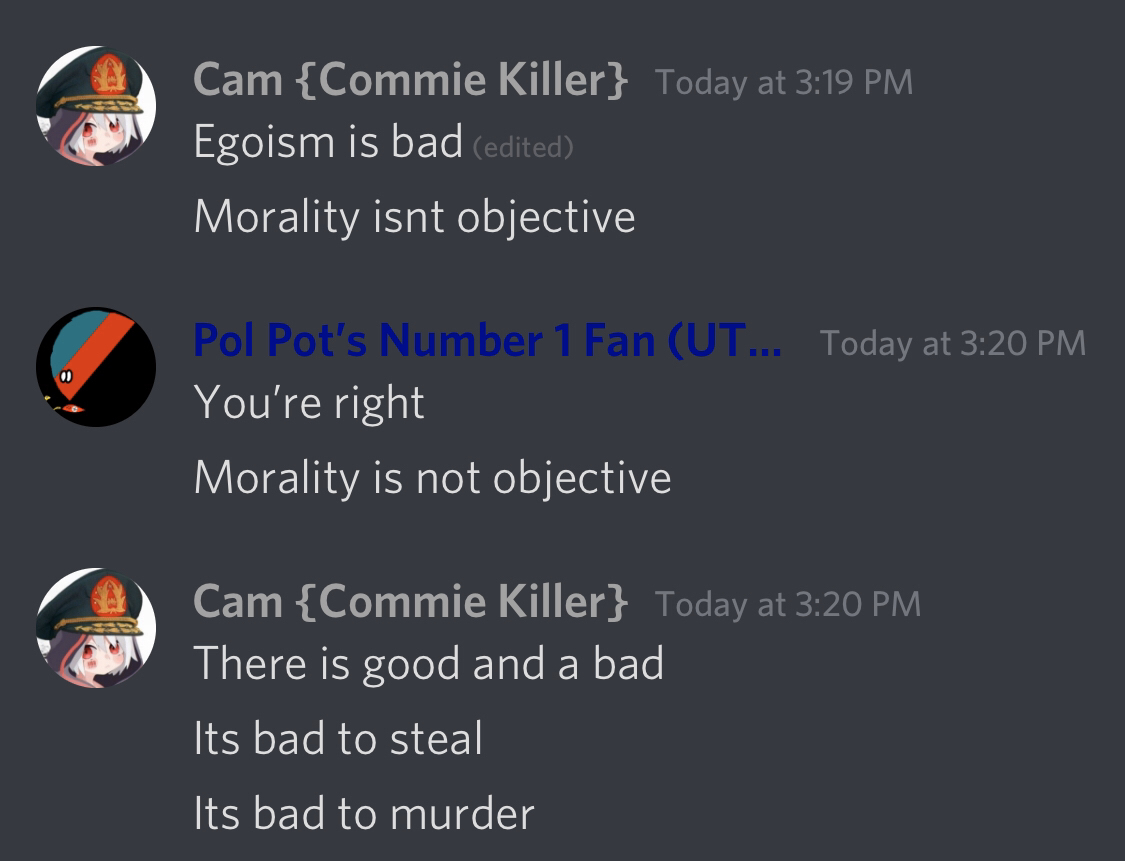 Cam {Commie Killer} Today at 3:19 PM
Egoism is bad (edited)
Morality isnt objective
Pol Pot’s Number 1 Fan (UT... Today at 3:20 PM
You’re right
Morality is not objective
Cam {Commie Killer} Today at 3:20 PM
There is good and a bad
Its bad to steal
Its bad to murder